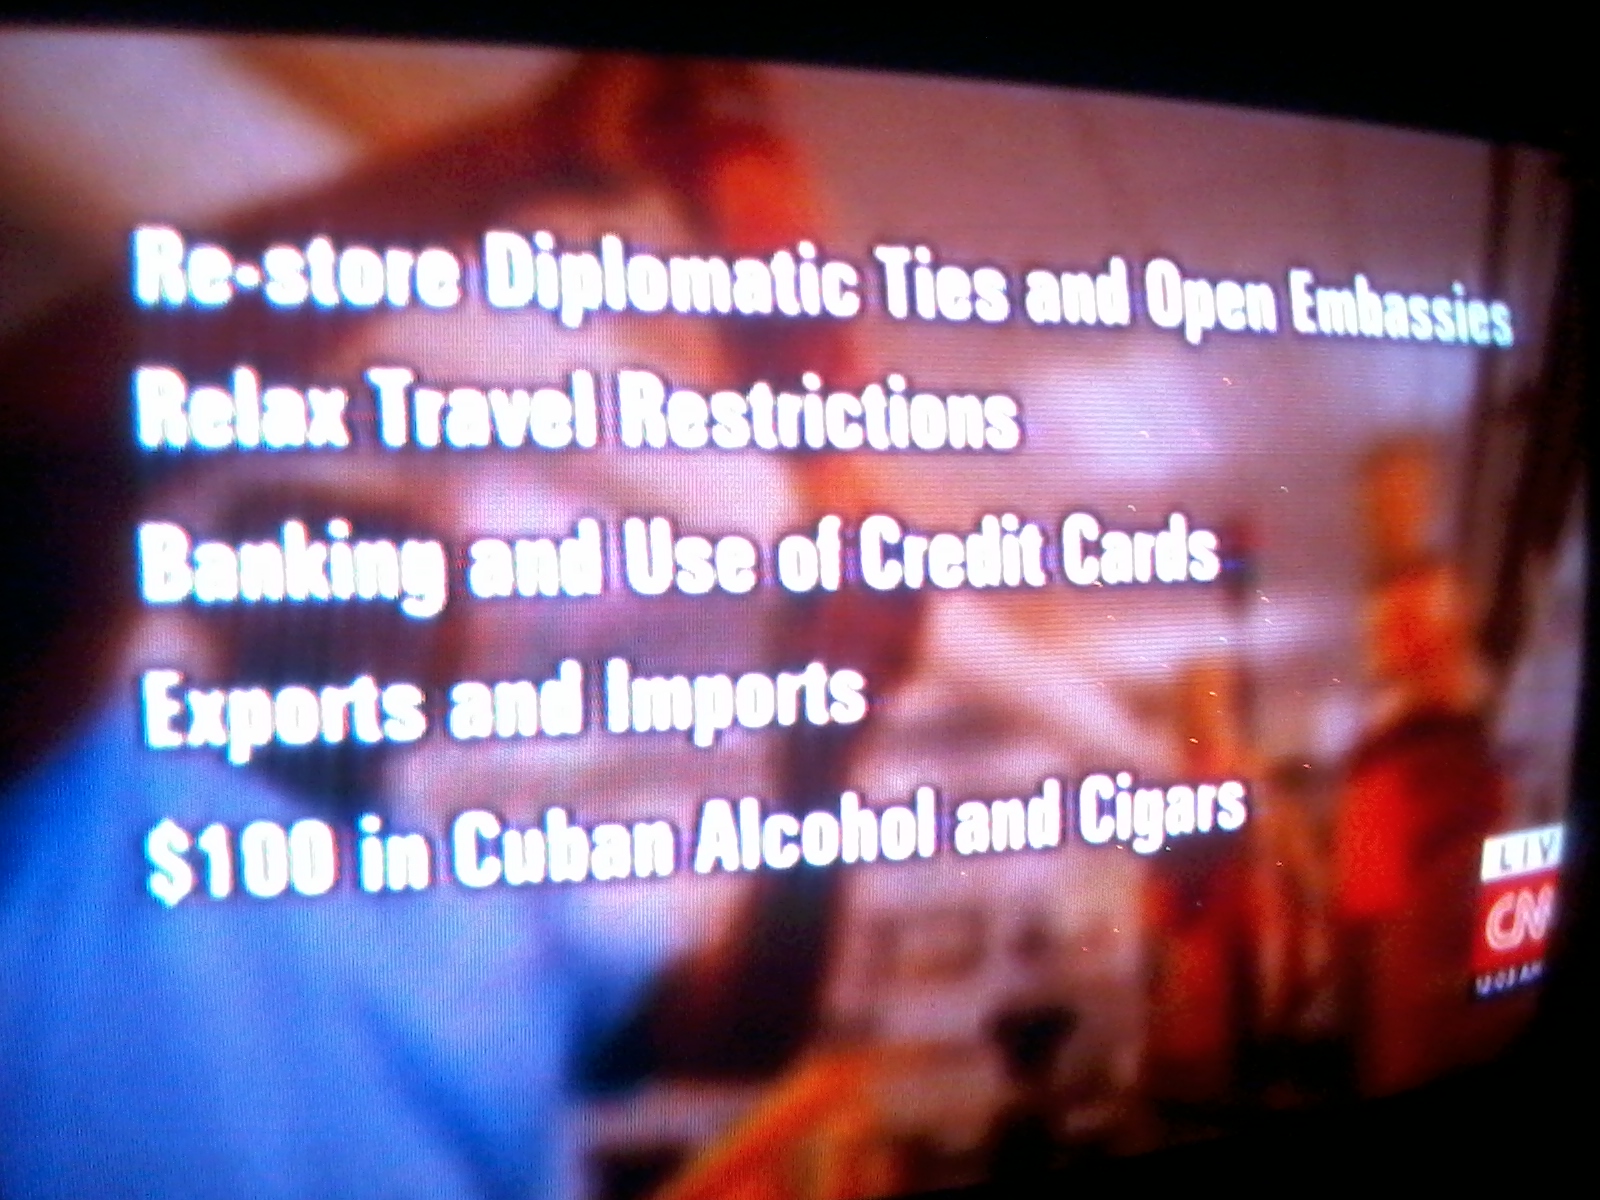 Re-store Diplomatic Ties and Open Embassies
Relax Travel Restrictions
Banking and Use of Credit Cards
Exports and Imports
$100 in Cuban Alcohol and Cigars
LIV
CNN